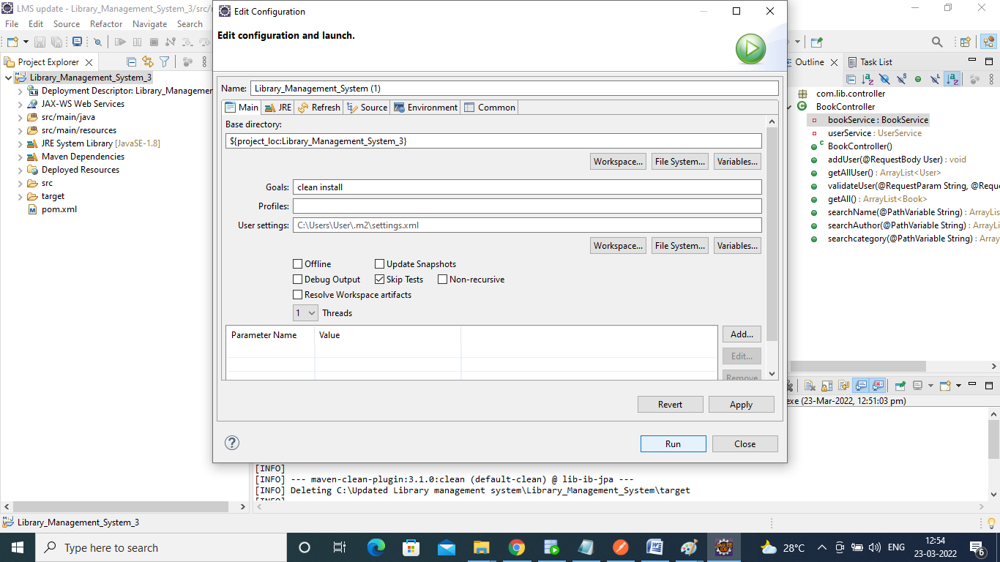 LMS update - Library_Management_System_3/src/
Edit Configuration
File Edit Source Refactor Navigate Search
Edit configuration and launch.
Project Explorer
Library_Management_System_3
Deployment Descriptor: Library_Managemen
JAX-WS Web Services
src/main/java
src/main/resources
JRE System Library [JavaSE-1.8]
Maven Dependencies
Deployed Resources
src
target
pom.xml
Name: Library_Management_System (1)
Main JRE Refresh Source Environment Common
Base directory:
${project_loc:Library_Management_System_3}
Workspace... File System... Variables...
Goals: clean install
Profiles:
User settings: C:\Users\User\.m2\settings.xml
Workspace... File System... Variables...
Offline Update Snapshots
Debug Output Skip Tests Non-recursive
Resolve Workspace artifacts
1 Threads
Parameter Name Value
Add...
Edit...
Remove
Revert Apply
Run Close
Outline Task List
com.lib.controller
BookController
bookService : BookService
userService : UserService
BookController()
addUser(@RequestBody User) : void
getAllUser() : ArrayList<User>
validateUser(@RequestParam String, @Reque
getAll() : ArrayList<Book>
searchName(@PathVariable String) : ArrayLis
searchAuthor(@PathVariable String) : ArrayLi
searchcategory(@PathVariable String) : Array
exe (23-Mar-2022, 12:51:03 pm)
[INFO]
[INFO] --- maven-clean-plugin:3.1.0:clean (default-clean) @ lib-ib-jpa ---
[INFO] Deleting C:\Updated Library management system\Library_Management_System\target
[INFO]
Library_Management_System_3
Type here to search
28°C
ENG
12:54
23-03-2022
6